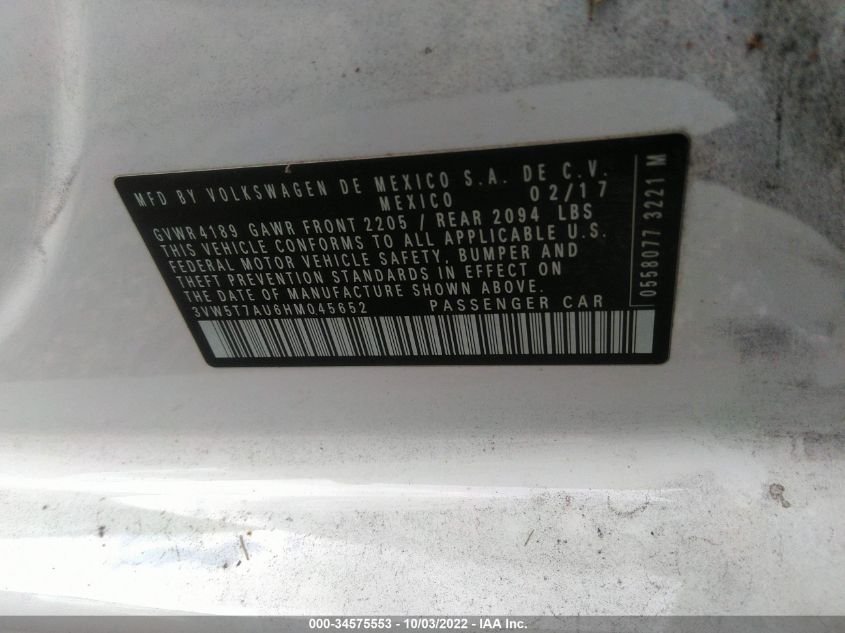 MFD BY VOLKSWAGEN DE MEXICO S.A. DE C.V.
MEXICO 02/17
GVWR4189 GAWR FRONT 2205 / REAR 2094 LBS
THIS VEHICLE CONFORMS TO ALL APPLICABLE U.S.
FEDERAL MOTOR VEHICLE SAFETY, BUMPER AND
THEFT PREVENTION STANDARDS IN EFFECT ON
THE DATE OF MANUFACTURE SHOWN ABOVE.
3VW5T7AU6HM045652 PASSENGER CAR
0558077 3221 M
000-34575553 - 10/03/2022 - IAA Inc.